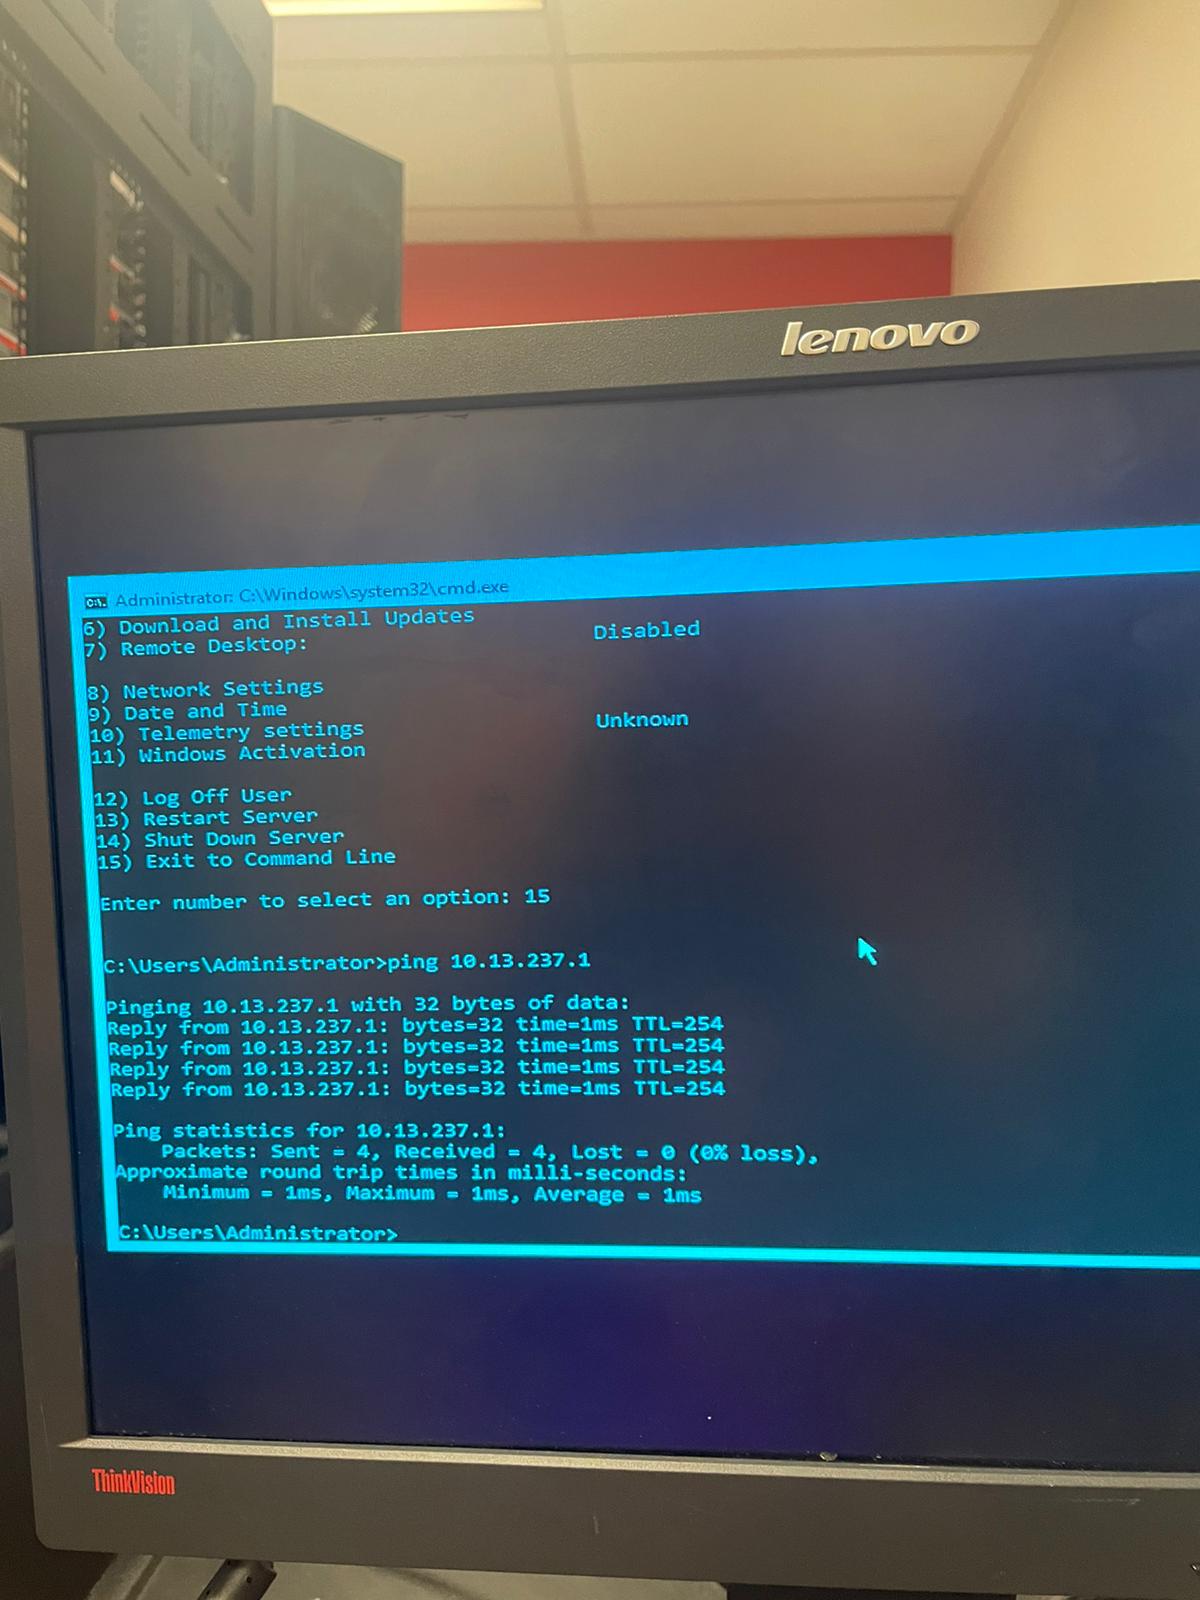 lenovo
Administrator: C:\Windows\system32\cmd.exe
6) Download and Install Updates
7) Remote Desktop: Disabled
8) Network Settings
9) Date and Time
10) Telemetry settings Unknown
11) Windows Activation
12) Log Off User
13) Restart Server
14) Shut Down Server
15) Exit to Command Line
Enter number to select an option: 15
C:\Users\Administrator>ping 10.13.237.1
Pinging 10.13.237.1 with 32 bytes of data:
Reply from 10.13.237.1: bytes=32 time=1ms TTL=254
Reply from 10.13.237.1: bytes=32 time=1ms TTL=254
Reply from 10.13.237.1: bytes=32 time=1ms TTL=254
Reply from 10.13.237.1: bytes=32 time=1ms TTL=254
Ping statistics for 10.13.237.1:
Packets: Sent = 4, Received = 4, Lost = 0 (0% loss),
Approximate round trip times in milli-seconds:
Minimum = 1ms, Maximum = 1ms, Average = 1ms
C:\Users\Administrator>
ThinkVision